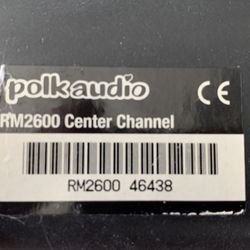 polkaudio
CE
RM2600 Center Channel
RM2600 46438